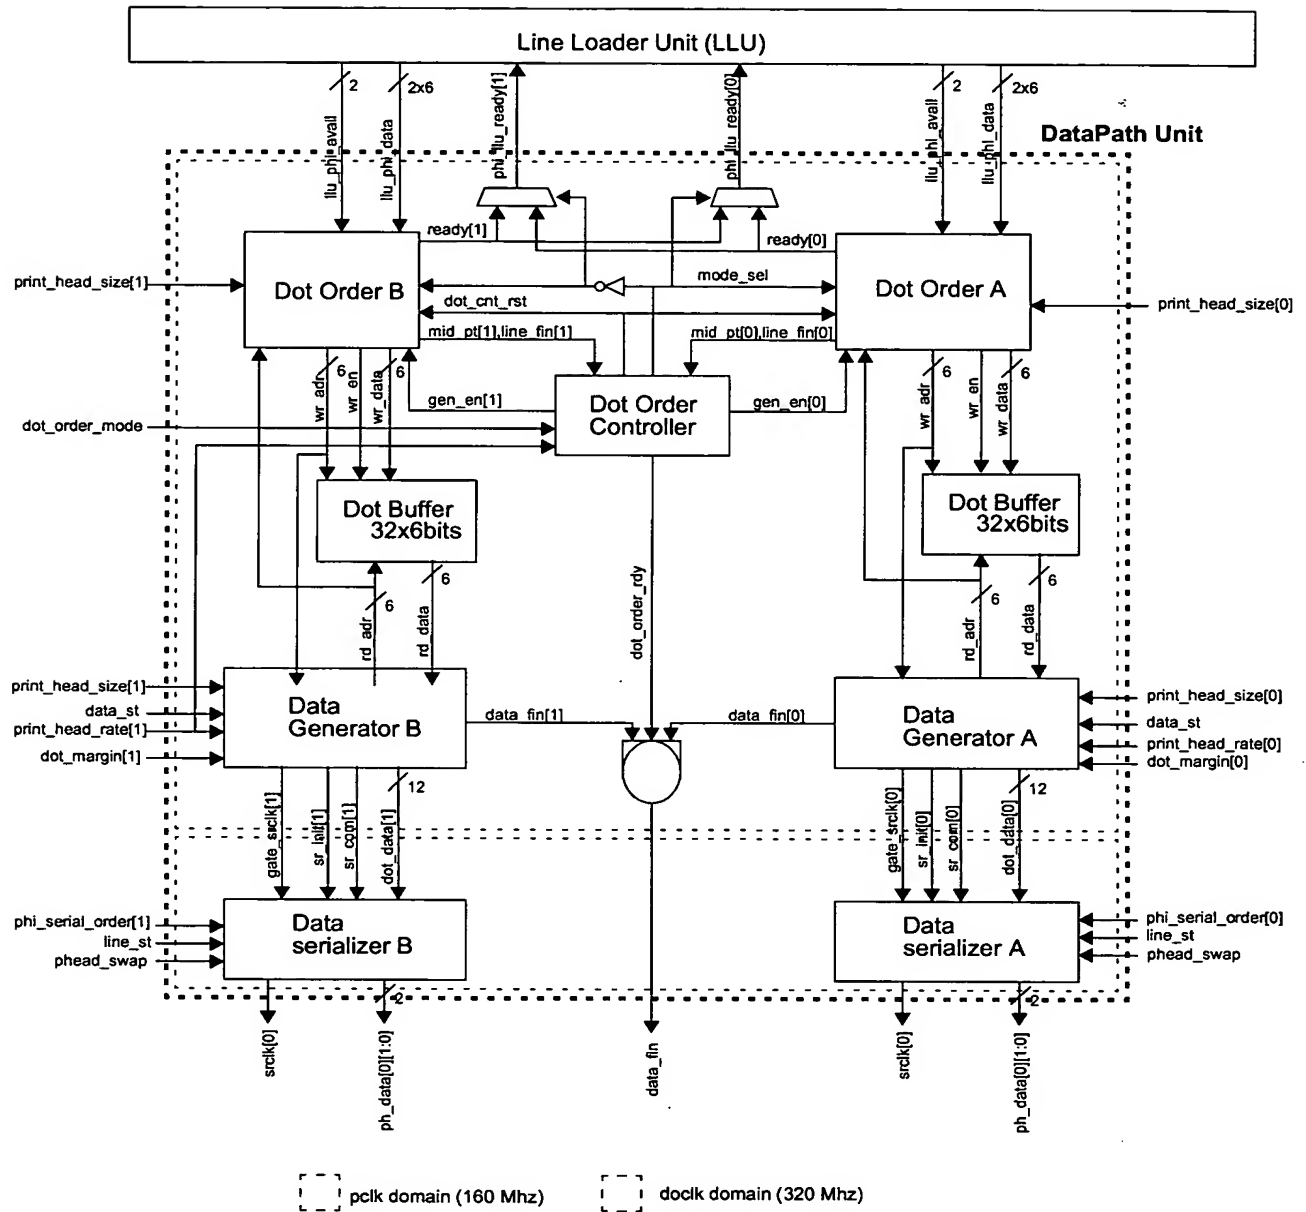 Line Loader Unit (LLU)
2
2x6
phi_llu_ready[1]
phi_llu_ready[0]
2
2x6
DataPath Unit
llu_phi_avail
llu_phi_data
llu_phi_avail
llu_phi_data
ready[1]
ready[0]
print_head_size[1]
Dot Order B
mode_sel
Dot Order A
print_head_size[0]
dot_cnt_rst
mid_pt[1],line_fin[1]
mid_pt[0],line_fin[0]
wr_adr
6
wr_en
wr_data
6
gen_en[1]
Dot Order
Controller
gen_en[0]
wr_adr
6
wr_en
wr_data
6
dot_order_mode
Dot Buffer
32x6bits
Dot Buffer
32x6bits
6
6
rd_adr
rd_data
dot_order_rdy
6
6
rd_adr
rd_data
print_head_size[1]
data_st
print_head_rate[1]
dot_margin[1]
Data
Generator B
data_fin[1]
data_fin[0]
Data
Generator A
print_head_size[0]
data_st
print_head_rate[0]
dot_margin[0]
12
12
gate_srclk[1]
sr_init[1]
sr_com[1]
dot_data[1]
gate_srclk[0]
sr_init[0]
sr_com[0]
dot_data[0]
phi_serial_order[1]
line_st
phead_swap
Data
serializer B
Data
serializer A
phi_serial_order[0]
line_st
phead_swap
2
2
srclk[0]
ph_data[0][1:0]
data_fin
srclk[0]
ph_data[0][1:0]
pclk domain (160 Mhz)
doclk domain (320 Mhz)